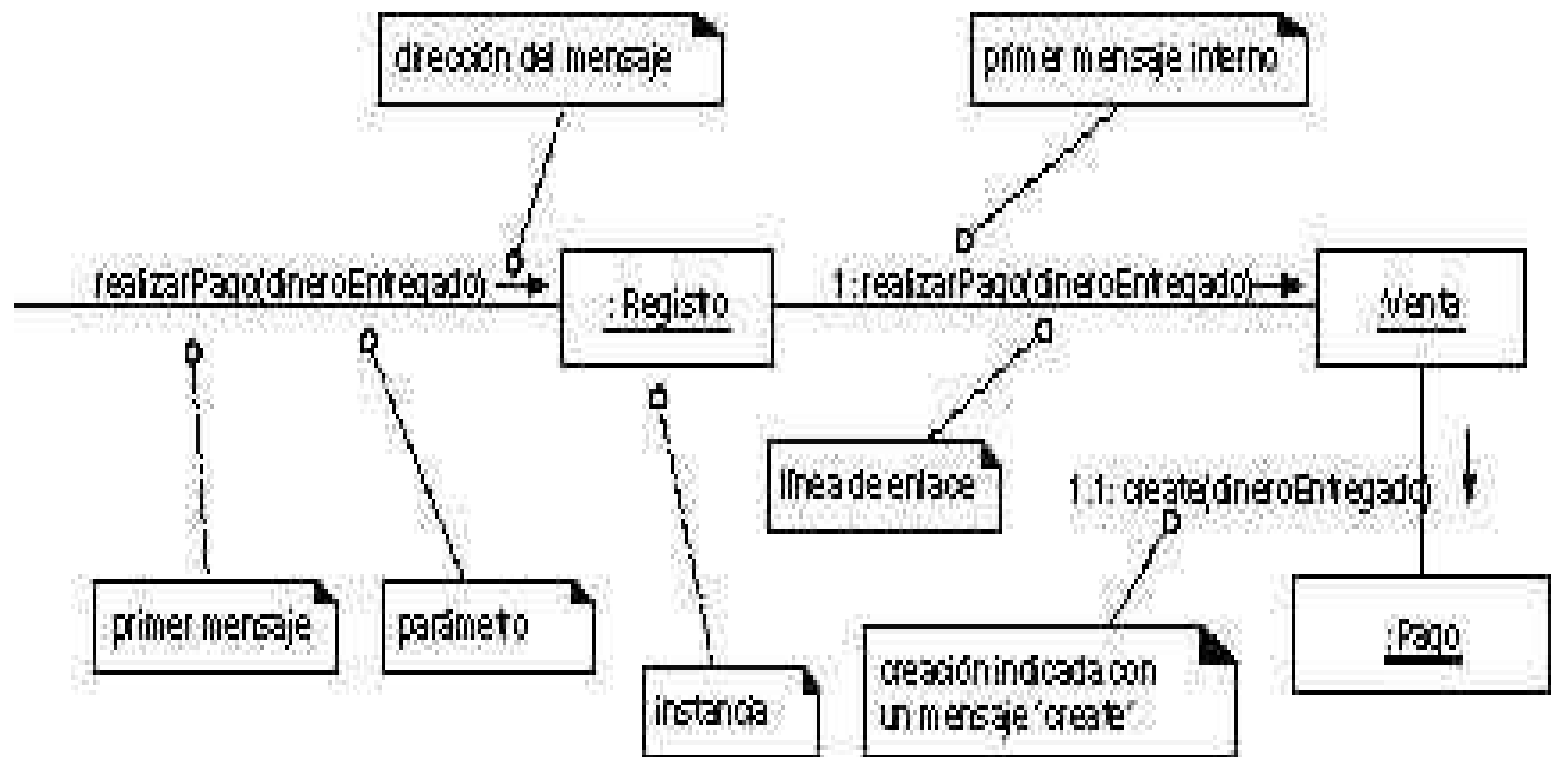 dirección del mensaje
primer mensaje interno
realizarPago(dineroEntregado)
: Registro
1: realizarPago(dineroEntregado)
:Venta
línea de enlace
1.1: create(dineroEntregado)
primer mensaje
parámetro
:Pago
instancia
creación indicada con
un mensaje "create"